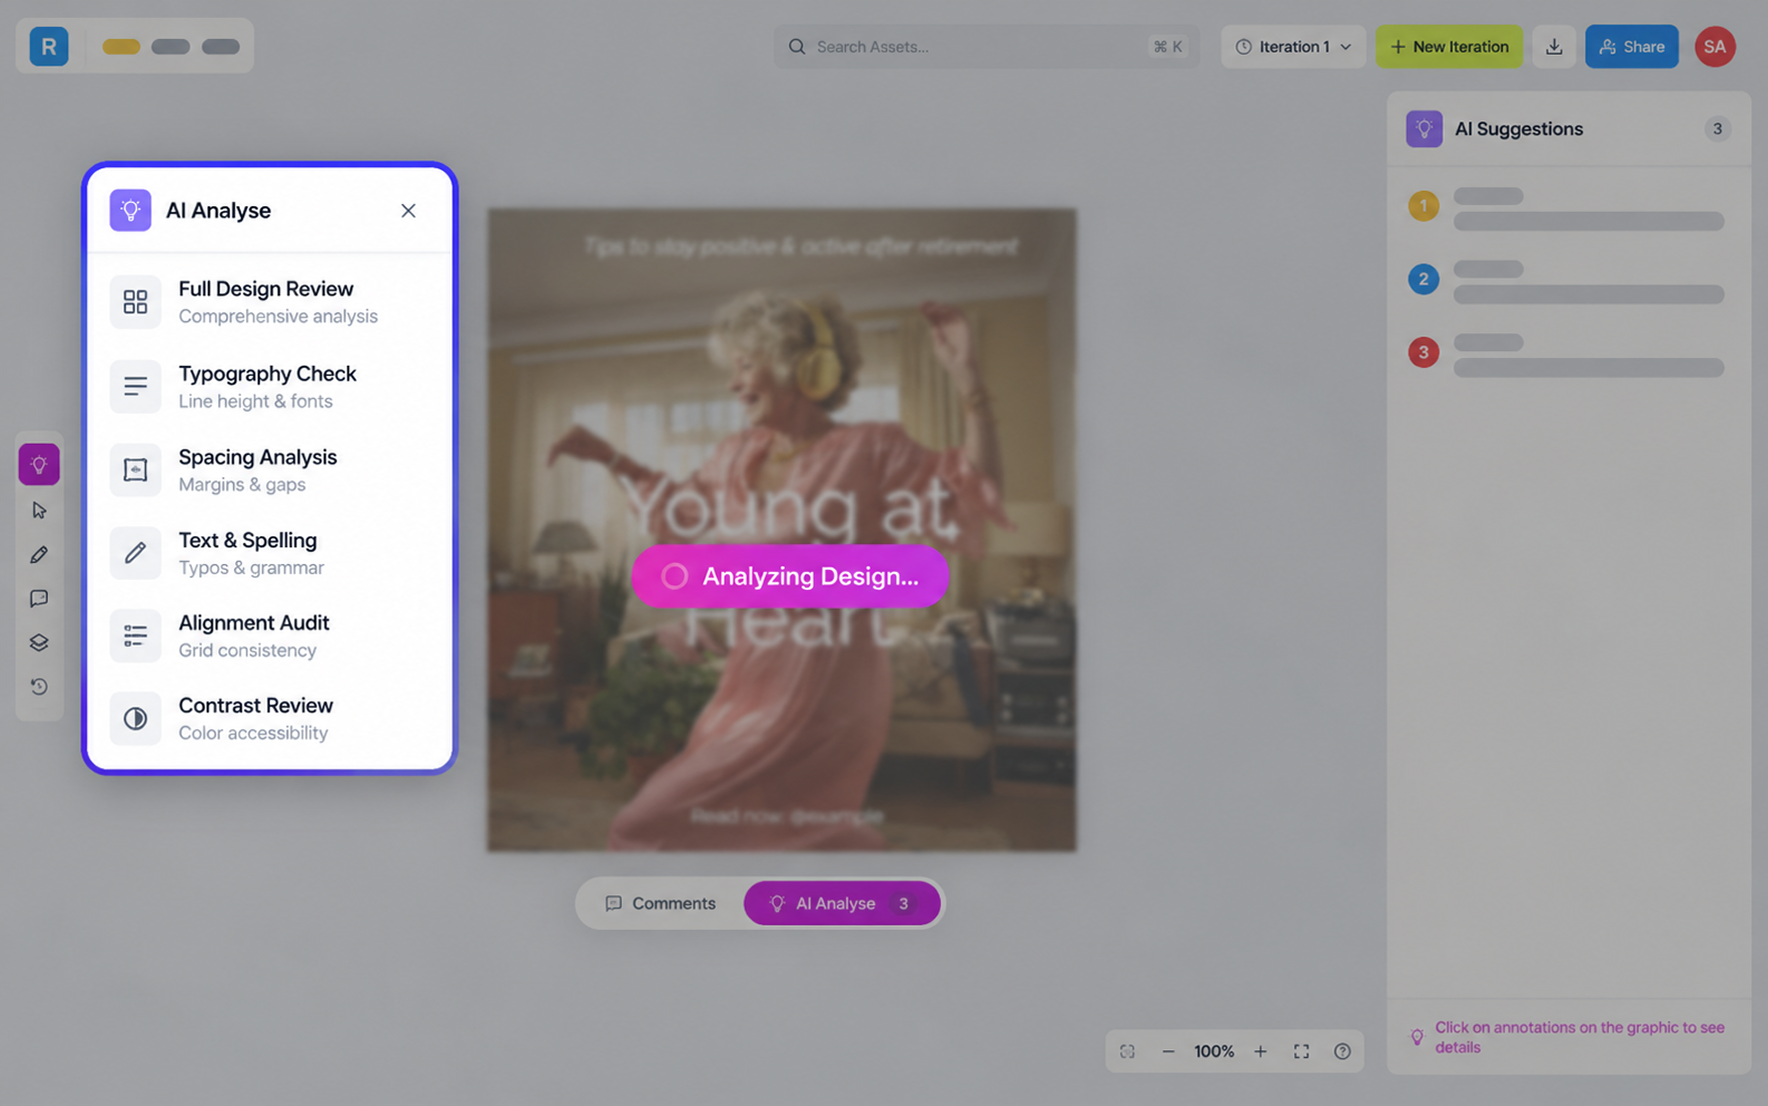 R
Search Assets...
⌘ K
Iteration 1
+ New Iteration
Share
SA
AI Analyse
Full Design Review
Comprehensive analysis
Typography Check
Line height & fonts
Spacing Analysis
Margins & gaps
Text & Spelling
Typos & grammar
Alignment Audit
Grid consistency
Contrast Review
Color accessibility
Tips to stay positive & active after retirement
Young at
Analyzing Design...
Heart
Read now: @example
Comments
AI Analyse 3
AI Suggestions 3
1
2
3
Click on annotations on the graphic to see
details
100%